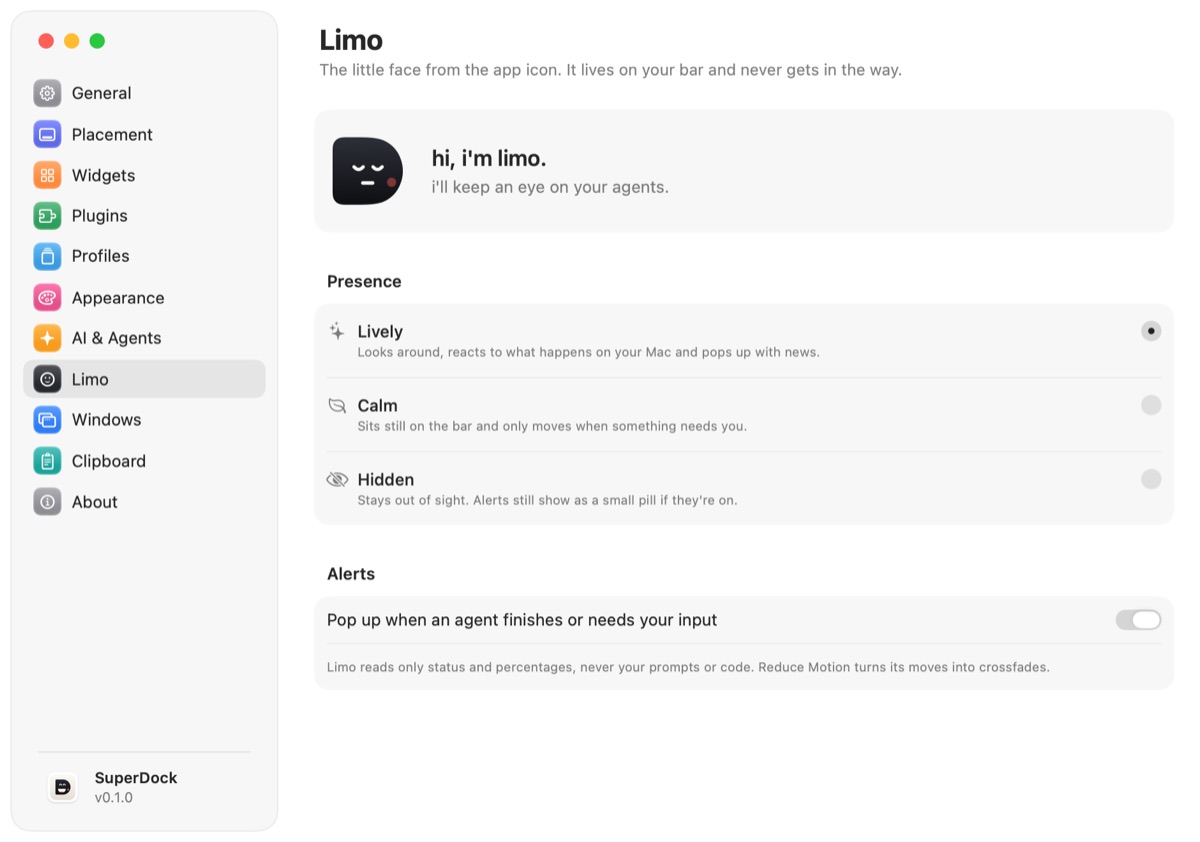 General
Placement
Widgets
Plugins
Profiles
Appearance
AI & Agents
Limo
Windows
Clipboard
About
SuperDock
v0.1.0
Limo
The little face from the app icon. It lives on your bar and never gets in the way.
hi, i'm limo.
i'll keep an eye on your agents.
Presence
Lively
Looks around, reacts to what happens on your Mac and pops up with news.
Calm
Sits still on the bar and only moves when something needs you.
Hidden
Stays out of sight. Alerts still show as a small pill if they're on.
Alerts
Pop up when an agent finishes or needs your input
Limo reads only status and percentages, never your prompts or code. Reduce Motion turns its moves into crossfades.